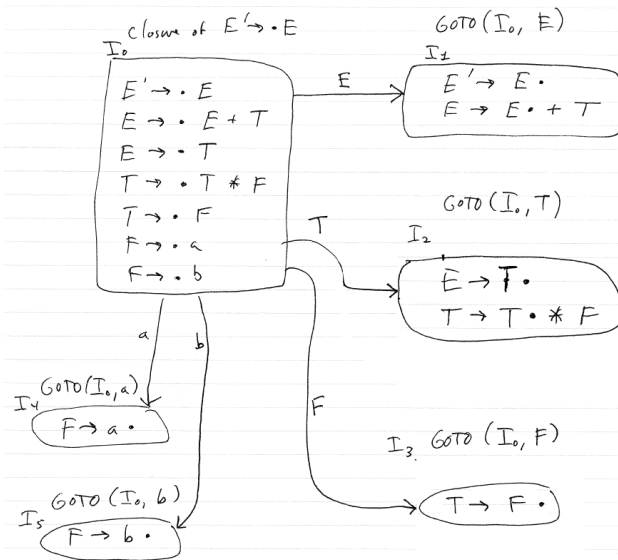 Closure of E' → • E
I₀
E' → • E
E → • E + T
E → • T
T → • T * F
T → • F
F → • a
F → • b
E
GOTO (I₀, E)
I1
E' → E •
E → E • + T
T
GOTO (I₀, T)
I₂
E → T •
T → T • * F
a
b
F
I₄ GOTO (I₀, a)
F → a •
I₃. GOTO (I₀, F)
T → F •
I₅ GOTO (I₀, b)
F → b •